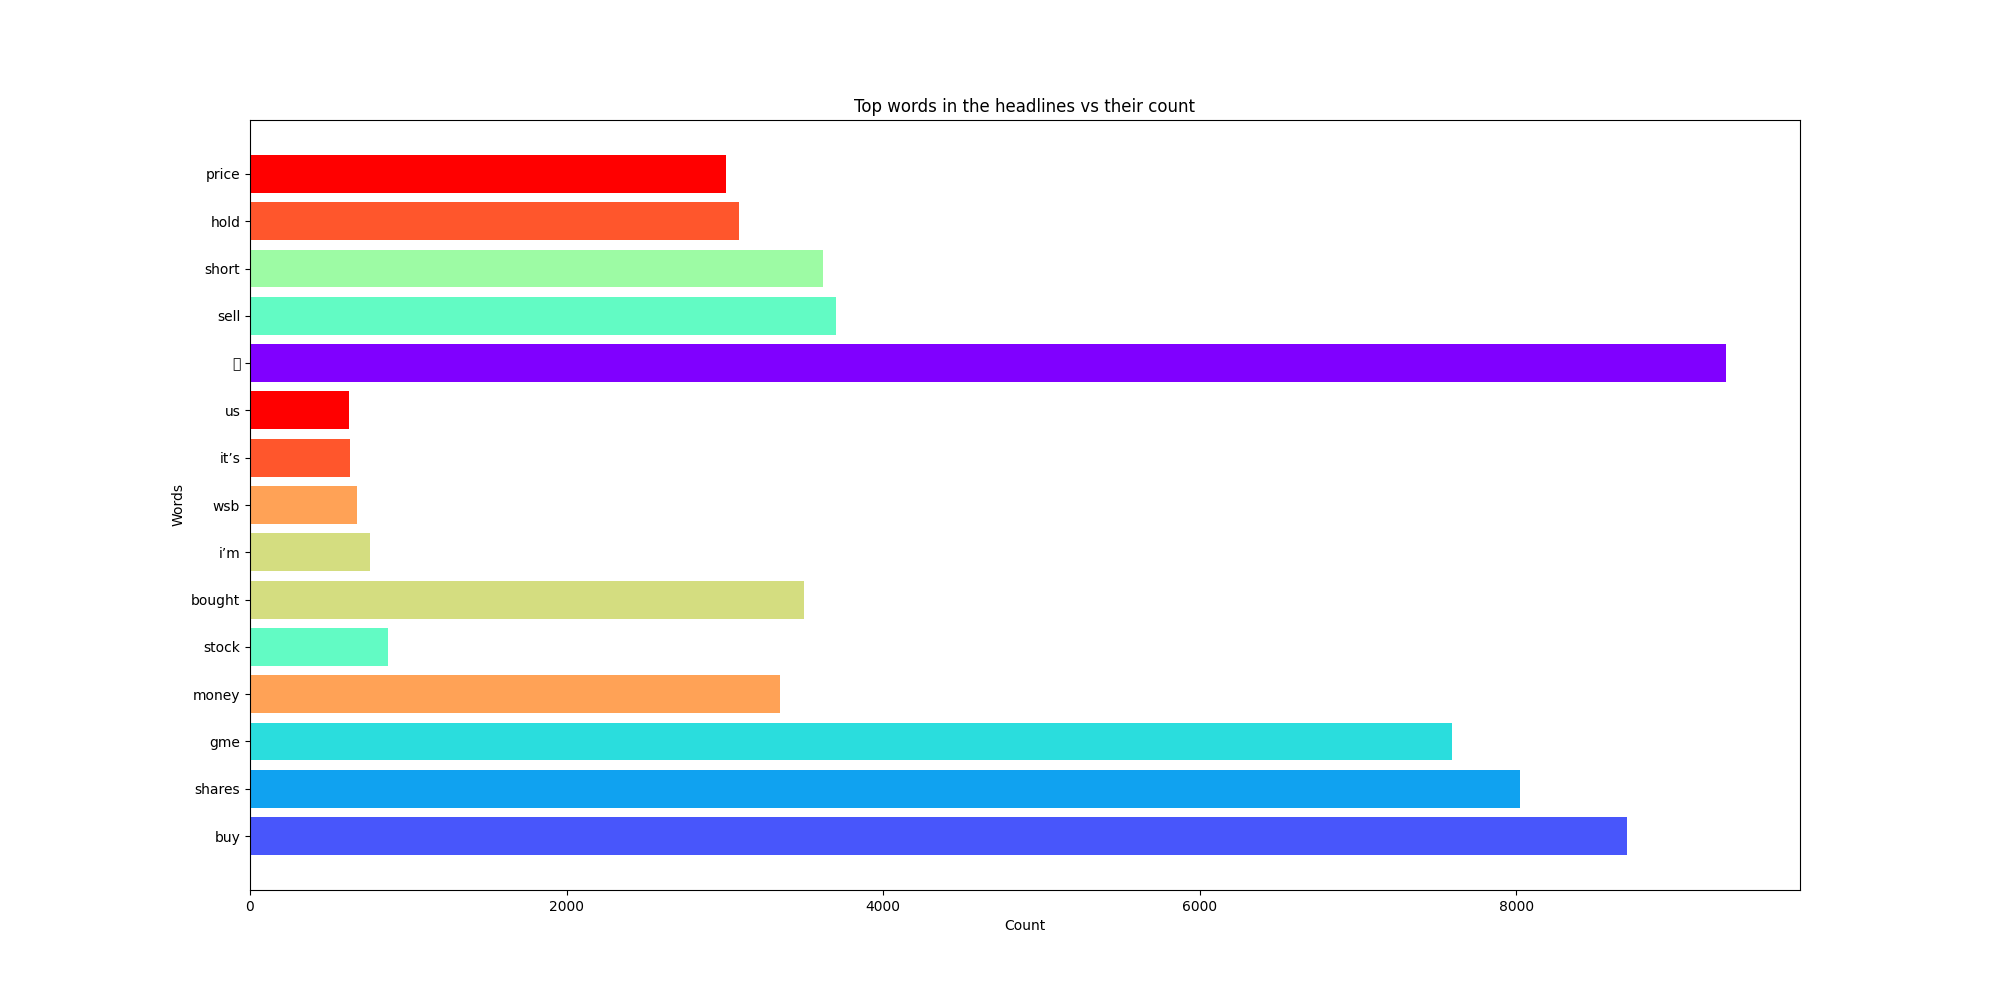 Top words in the headlines vs their count
price
hold
short
sell
us
it’s
wsb
i’m
bought
stock
money
gme
shares
buy
Words
0 2000 4000 6000 8000
Count